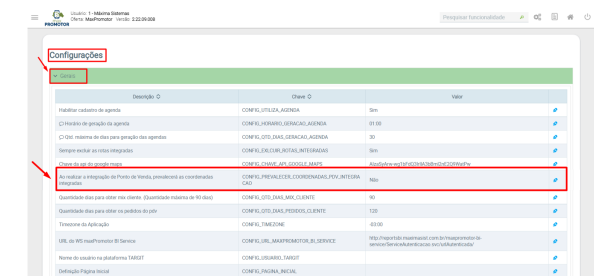 Usuário: 1 - Máxima Sistemas
Cliente: MaxPromotor Versão: 2.22.09.008
PROMOTOR
Pesquisar funcionalidade
Configurações
Gerais
Descrição Chave Valor
Habilitar cadastro de agenda CONFIG_UTILIZA_AGENDA Sim
Horário de geração da agenda CONFIG_HORARIO_GERACAO_AGENDA 01:00
Qtd. máxima de dias para geração das agendas CONFIG_QTD_DIAS_GERACAO_AGENDA 30
Sempre excluir as rotas integradas CONFIG_EXCLUIR_ROTAS_INTEGRADAS Sim
Chave da api do google maps CONFIG_CHAVE_API_GOOGLE_MAPS
Ao realizar a integração de Ponto de Venda, prevalecerá as coordenadas CONFIG_PREVALECER_COORDENADAS_PDV_INTEGRA Não
integradas CAO
Quantidade dias para obter mix cliente. (Quantidade máxima de 90 dias) CONFIG_QTD_DIAS_MIX_CLIENTE 90
Quantidade dias para obter os pedidos do pdv CONFIG_QTD_DIAS_PEDIDOS_CLIENTE 120
Timezone da Aplicação CONFIG_TIMEZONE -03:00
URL do WS maxPromotor BI Service CONFIG_URL_MAXPROMOTOR_BI_SERVICE
Nome do usuário na plataforma TARGIT CONFIG_USUARIO_TARGIT
Definição Página Inicial CONFIG_PAGINA_INICIAL